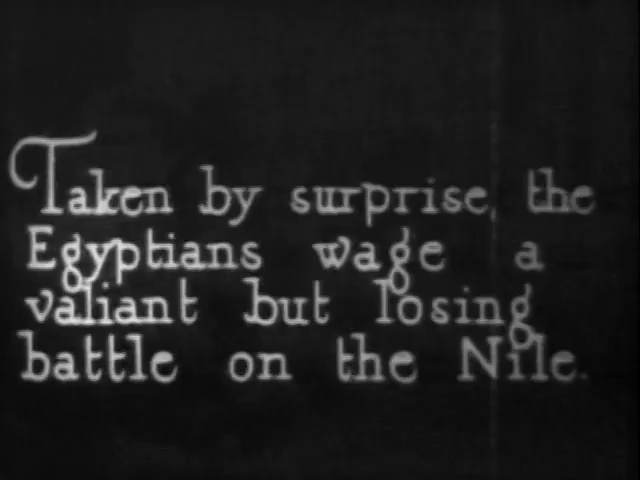 Taken by surprise, the
Egyptians wage a
valiant but losing
battle on the Nile.